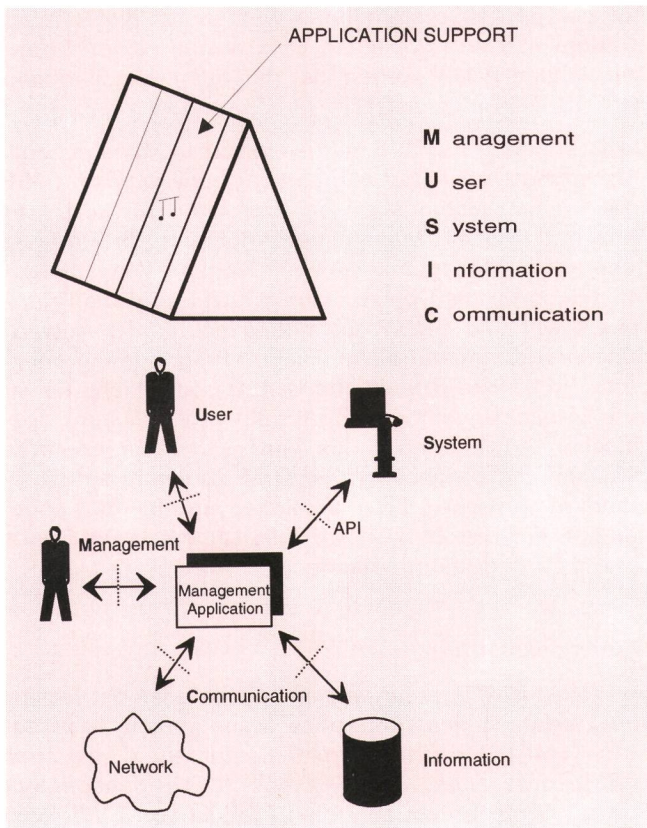 APPLICATION SUPPORT
M anagement
U ser
S ystem
I nformation
C ommunication
User
System
API
Management
Management
Application
Communication
Network
Information